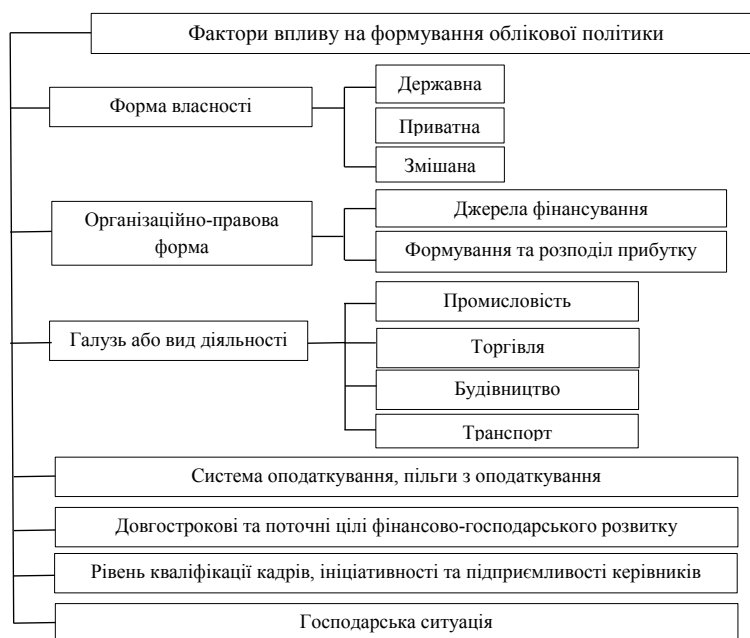 Фактори впливу на формування облікової політики
Форма власності
Державна
Приватна
Змішана
Організаційно-правова
форма
Джерела фінансування
Формування та розподіл прибутку
Галузь або вид діяльності
Промисловість
Торгівля
Будівництво
Транспорт
Система оподаткування, пільги з оподаткування
Довгострокові та поточні цілі фінансово-господарського розвитку
Рівень кваліфікації кадрів, ініціативності та підприємливості керівників
Господарська ситуація